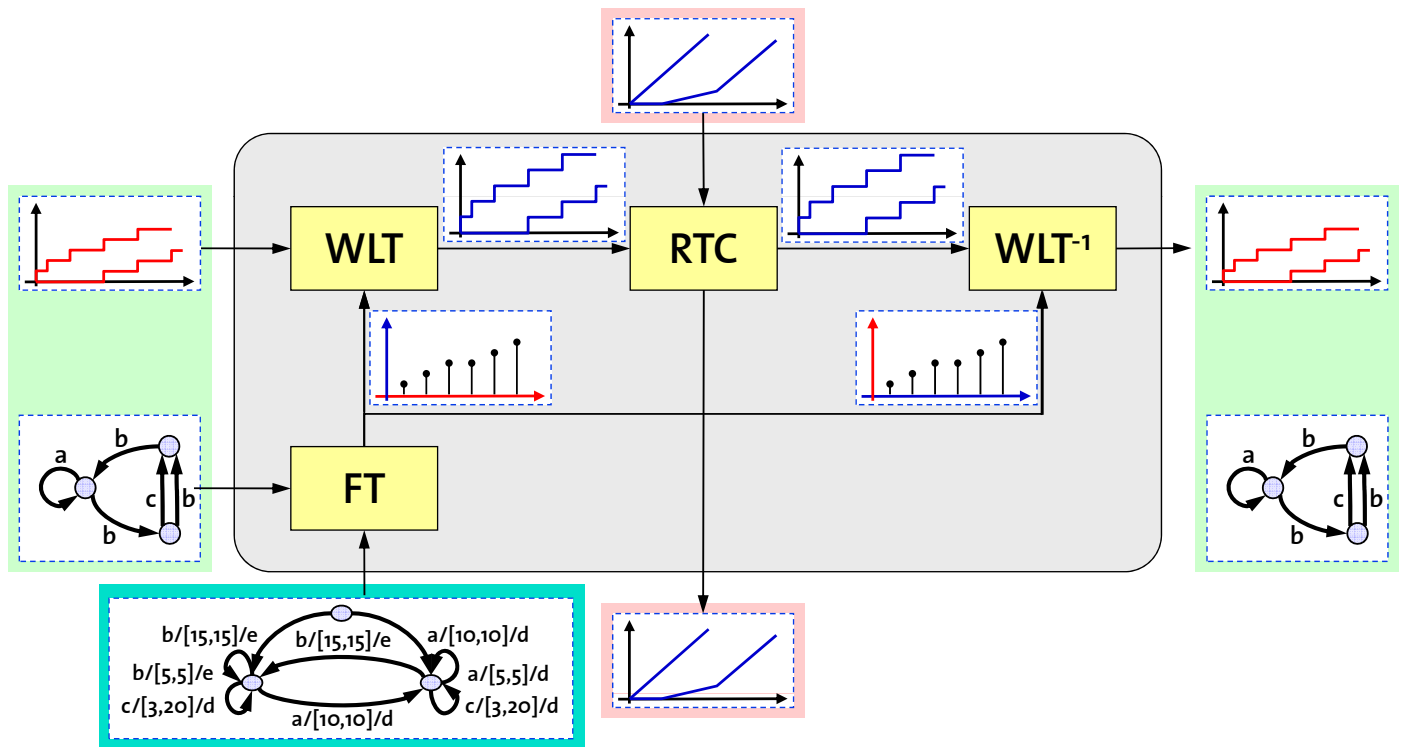 WLT
RTC
WLT-1
a
b
c
b
b
FT
a
b
c
b
b
b/[15,15]/e
b/[15,15]/e
a/[10,10]/d
b/[5,5]/e
a/[5,5]/d
c/[3,20]/d
a/[10,10]/d
c/[3,20]/d